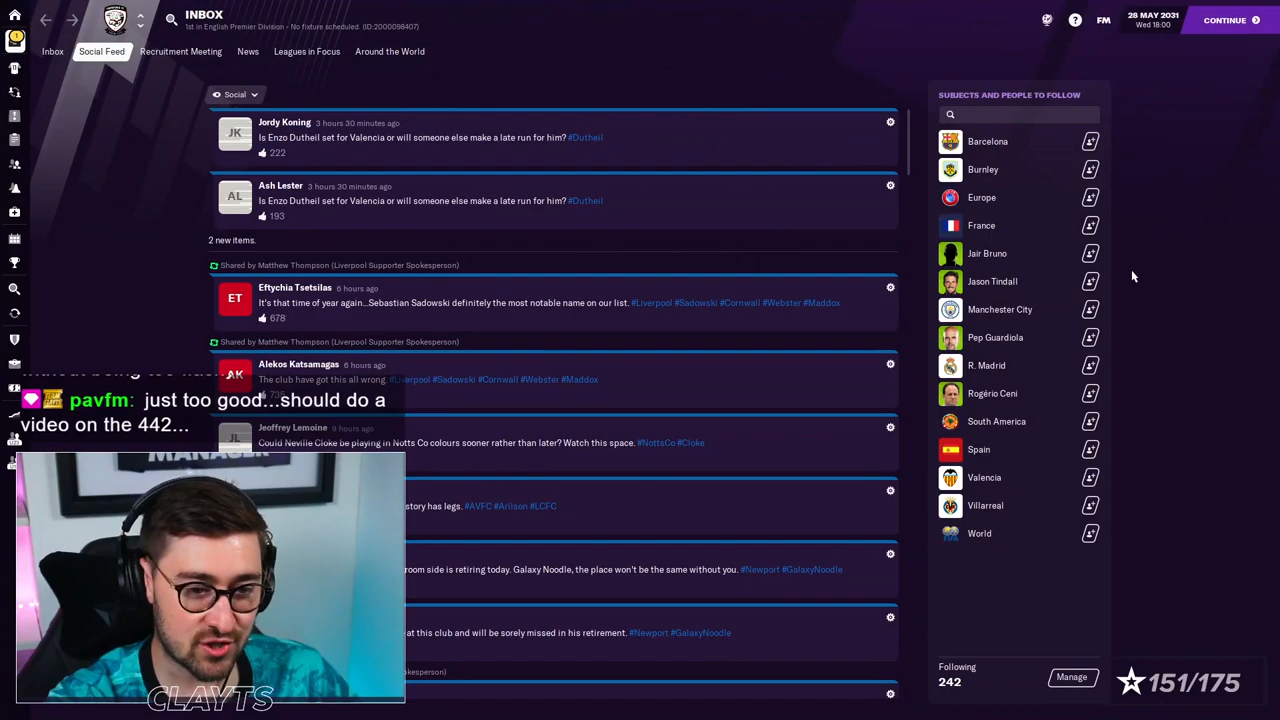 INBOX
1st in English Premier Division - No fixture scheduled. (ID:2000098407)
FM
28 MAY 2031
Wed 18:00
CONTINUE
1
Inbox
Social Feed
Recruitment Meeting
News
Leagues in Focus
Around the World
Social
Jordy Koning 3 hours 30 minutes ago
JK
Is Enzo Dutheil set for Valencia or will someone else make a late run for him? #Dutheil
222
Ash Lester 3 hours 30 minutes ago
AL
Is Enzo Dutheil set for Valencia or will someone else make a late run for him? #Dutheil
193
2 new items.
Shared by Matthew Thompson (Liverpool Supporter Spokesperson)
Eftychia Tsetsilas 6 hours ago
ET
It's that time of year again...Sebastian Sadowski definitely the most notable name on our list. #Liverpool #Sadowski #Cornwall #Webster #Maddox
678
Shared by Matthew Thompson (Liverpool Supporter Spokesperson)
Alekos Katsamagas 6 hours ago
AK
The club have got this all wrong. #Liverpool #Sadowski #Cornwall #Webster #Maddox
pavfm: just too good...should do a
video on the 442...
Jeoffrey Lemoine 9 hours ago
JL
Could Neville Cloke be playing in Notts Co colours sooner rather than later? Watch this space. #NottsCo #Cloke
story has legs. #AVFC #Arilson #LCFC
groom side is retiring today. Galaxy Noodle, the place won't be the same without you. #Newport #GalaxyNoodle
at this club and will be sorely missed in his retirement. #Newport #GalaxyNoodle
kesperson)
SUBJECTS AND PEOPLE TO FOLLOW
Barcelona
Burnley
Europe
France
Jair Bruno
Jason Tindall
Manchester City
Pep Guardiola
R. Madrid
Rogério Ceni
South America
Spain
Valencia
Villarreal
World
Following
242
Manage
151/175
MANAGER
CLAYTS